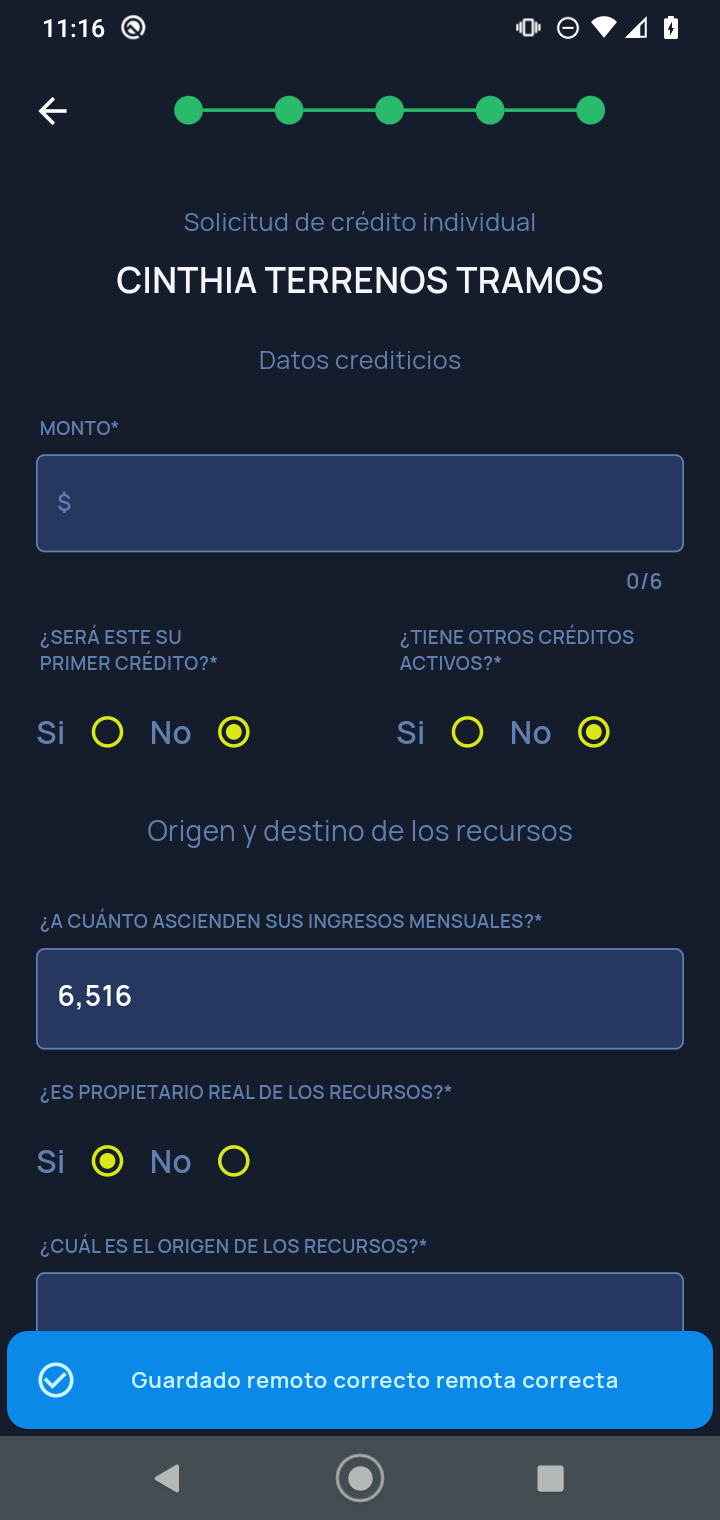 11:16
Solicitud de crédito individual
CINTHIA TERRENOS TRAMOS
Datos crediticios
MONTO*
$
0/6
¿SERÁ ESTE SU
PRIMER CRÉDITO?*
¿TIENE OTROS CRÉDITOS
ACTIVOS?*
Si No
Si No
Origen y destino de los recursos
¿A CUÁNTO ASCIENDEN SUS INGRESOS MENSUALES?*
6,516
¿ES PROPIETARIO REAL DE LOS RECURSOS?*
Si No
¿CUÁL ES EL ORIGEN DE LOS RECURSOS?*
Guardado remoto correcto remota correcta